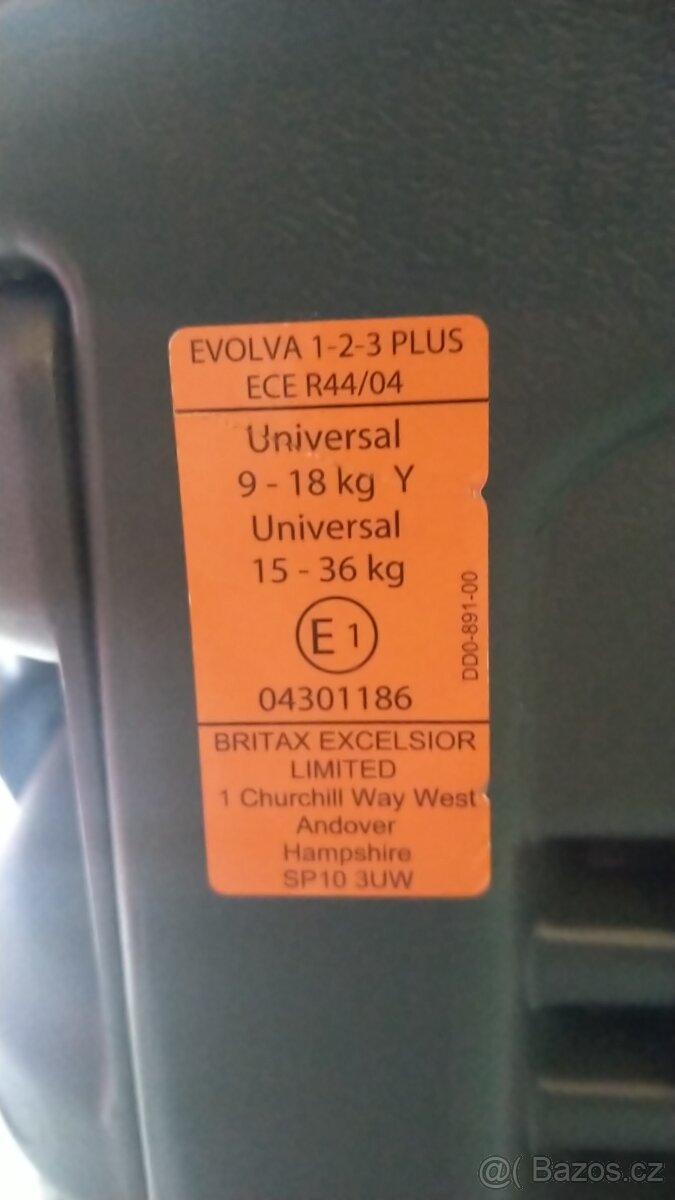 EVOLVA 1-2-3 PLUS
ECE R44/04
Universal
9 - 18 kg Y
Universal
15 - 36 kg
E 1
DD0-891-00
04301186
BRITAX EXCELSIOR
LIMITED
1 Churchill Way West
Andover
Hampshire
SP10 3UW
@( Bazos.cz